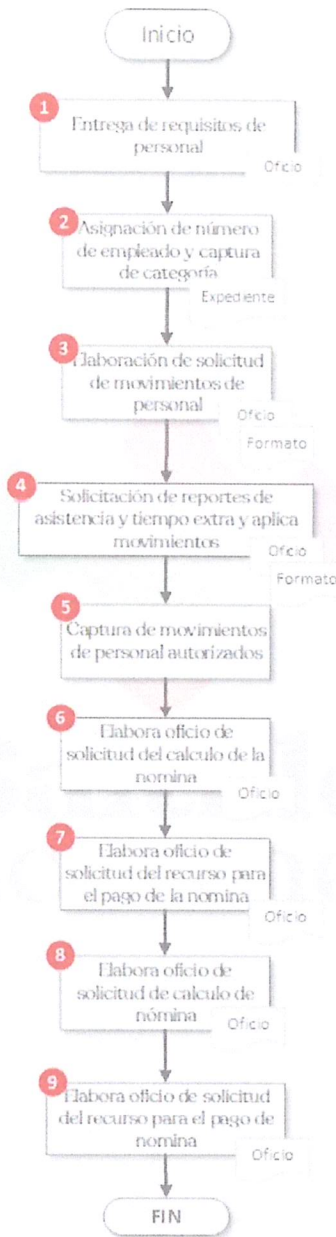 Inicio
1
Entrega de requisitos de
personal
Oficio
2
Asignación de número
de empleado y captura
de categoría
Expediente
3
Elaboración de solicitud
de movimientos de
personal
Oficio
Formato
4
Solicitación de reportes de
asistencia y tiempo extra y aplica
movimientos
Oficio
Formato
5
Captura de movimientos
de personal autorizados
6
Elabora oficio de
solicitud del calculo de la
nomina
Oficio
7
Elabora oficio de
solicitud del recurso para
el pago de la nomina
Oficio
8
Elabora oficio de
solicitud de calculo de
nómina
Oficio
9
Elabora oficio de solicitud
del recurso para el pago de
nomina
Oficio
FIN